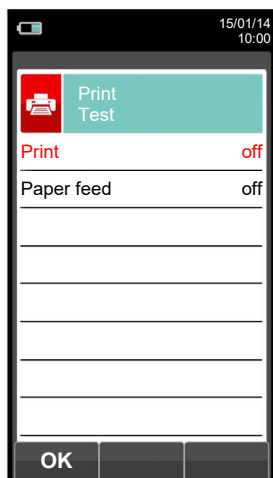 15/01/14
10:00
Print
Test
Print off
Paper feed off
OK